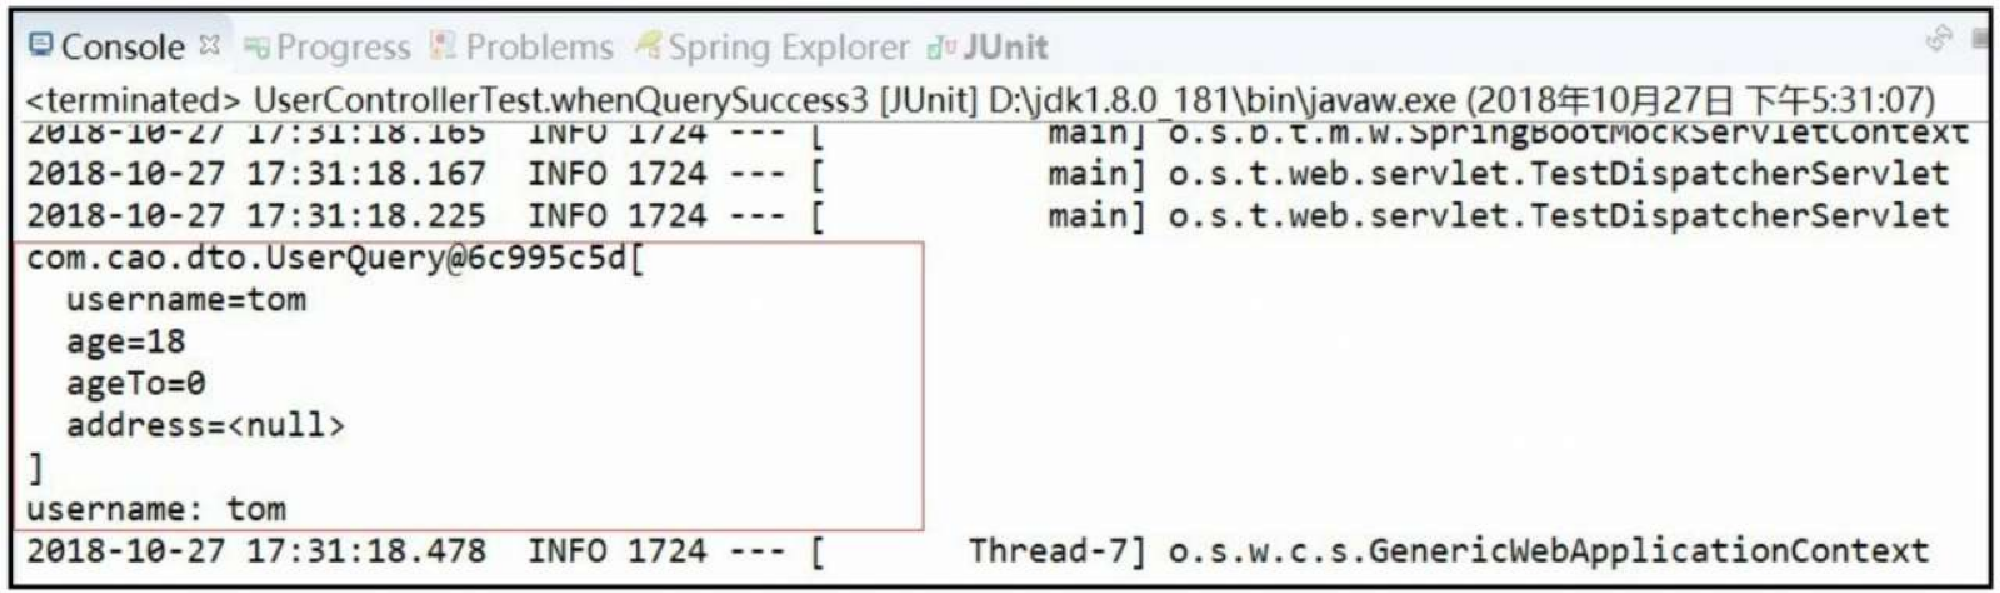 Console Progress Problems Spring Explorer JUnit
<terminated> UserControllerTest.whenQuerySuccess3 [JUnit] D:\jdk1.8.0_181\bin\javaw.exe (2018年10月27日 下午5:31:07)
2018-10-27 17:31:18.165  INFO 1724 --- [           main] o.s.b.t.m.w.SpringBootMockServletContext
2018-10-27 17:31:18.167  INFO 1724 --- [           main] o.s.t.web.servlet.TestDispatcherServlet
2018-10-27 17:31:18.225  INFO 1724 --- [           main] o.s.t.web.servlet.TestDispatcherServlet
com.cao.dto.UserQuery@6c995c5d[
  username=tom
  age=18
  ageTo=0
  address=<null>
]
username: tom
2018-10-27 17:31:18.478  INFO 1724 --- [       Thread-7] o.s.w.c.s.GenericWebApplicationContext